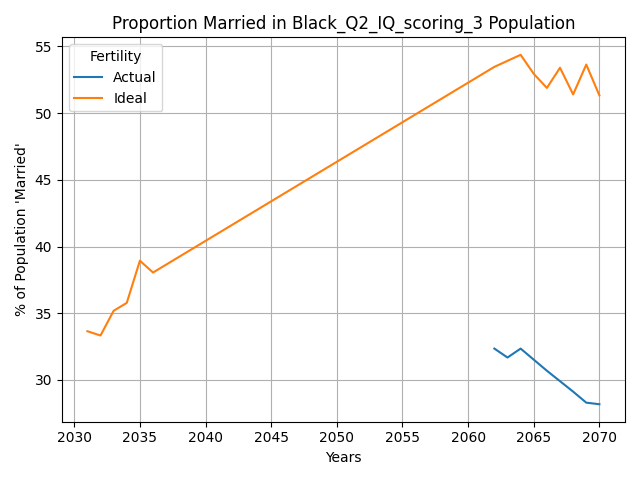 Proportion Married in Black_Q2_IQ_scoring_3 Population
Fertility
Actual
Ideal
% of Population 'Married'
55
50
45
40
35
30
2030
2035
2040
2045
2050
2055
2060
2065
2070
Years